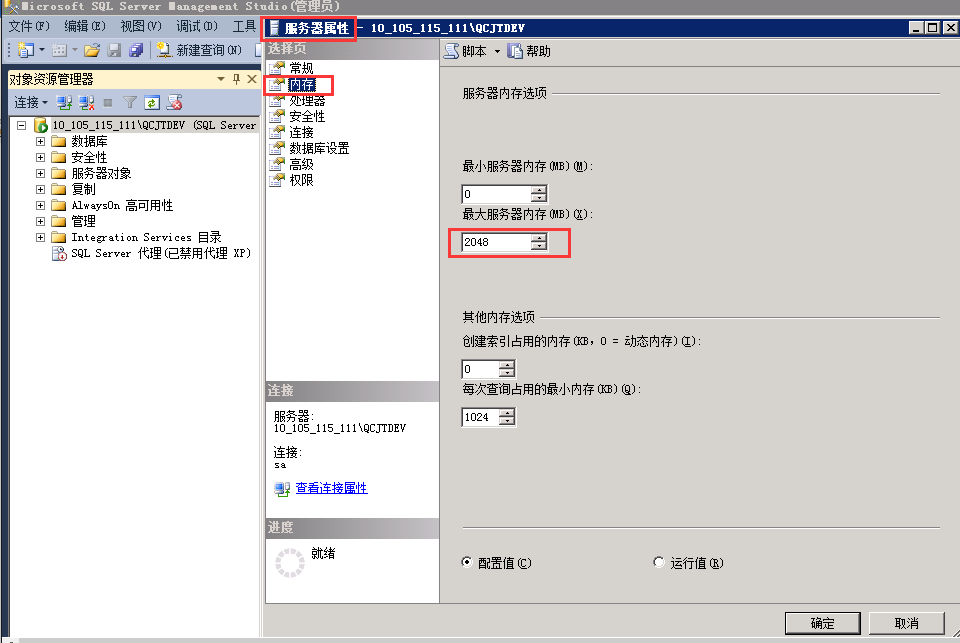 Microsoft SQL Server Management Studio(管理员)
文件(F) 编辑(E) 视图(V) 调试(D) 工具
新建查询(N)
对象资源管理器
连接
10_105_115_111\QCJTDEV (SQL Server
数据库
安全性
服务器对象
复制
AlwaysOn 高可用性
管理
Integration Services 目录
SQL Server 代理(已禁用代理 XP)
服务器属性 - 10_105_115_111\QCJTDEV
选择页
常规
内存
处理器
安全性
连接
数据库设置
高级
权限
连接
服务器:
10_105_115_111\QCJTDEV
连接:
sa
查看连接属性
进度
就绪
脚本 帮助
服务器内存选项
最小服务器内存(MB)(M):
0
最大服务器内存(MB)(X):
2048
其他内存选项
创建索引占用的内存(KB，0 = 动态内存)(I):
0
每次查询占用的最小内存(KB)(Q):
1024
配置值(C) 运行值(R)
确定 取消